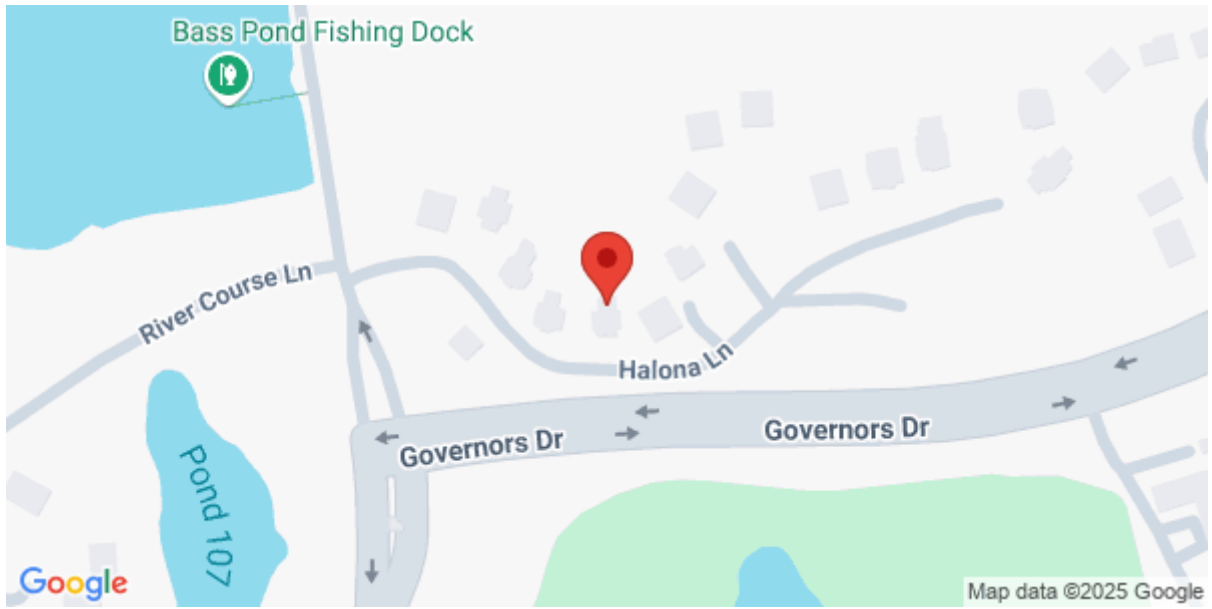 Bass Pond Fishing Dock
River Course Ln
Halona Ln
Governors Dr
Governors Dr
Pond 107
Google
Map data ©2025 Google